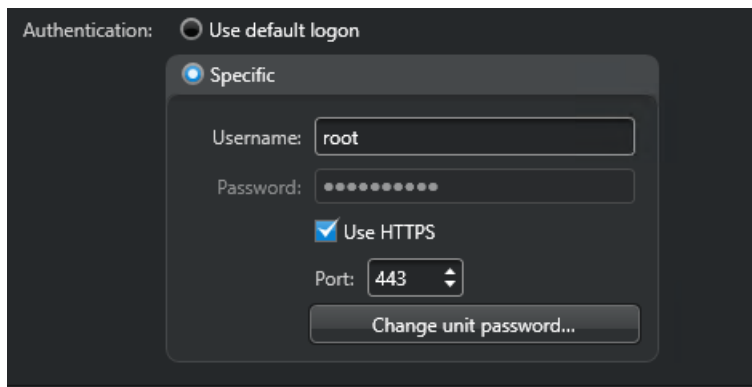 Authentication: Use default logon
Specific
Username: root
Password: ••••••••••
Use HTTPS
Port: 443
Change unit password...